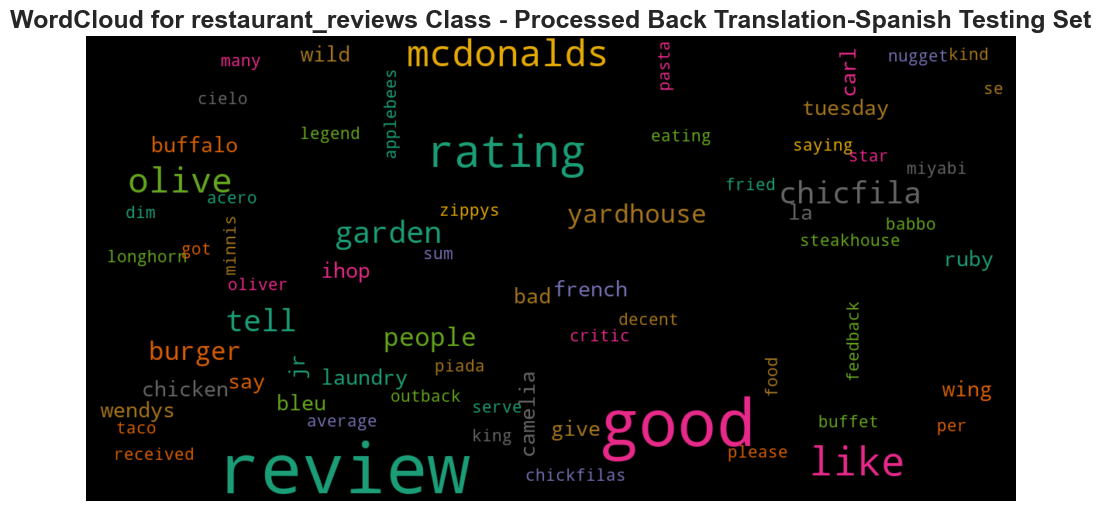 WordCloud for restaurant_reviews Class - Processed Back Translation-Spanish Testing Set
many
wild
mcdonalds
pasta
carl
nugget
kind
cielo
applebees
se
tuesday
legend
buffalo
rating
eating
saying
star
miyabi
olive
acero
fried
chicfila
dim
zippys
yardhouse
la
babbo
minnis
garden
steakhouse
longhorn
got
sum
ruby
oliver
ihop
bad
french
tell
decent
feedback
people
critic
burger
jr
piada
food
chicken
say
laundry
camelia
wing
wendys
bleu
outback
serve
good
taco
average
king
give
buffet
per
received
review
chickfilas
please
like